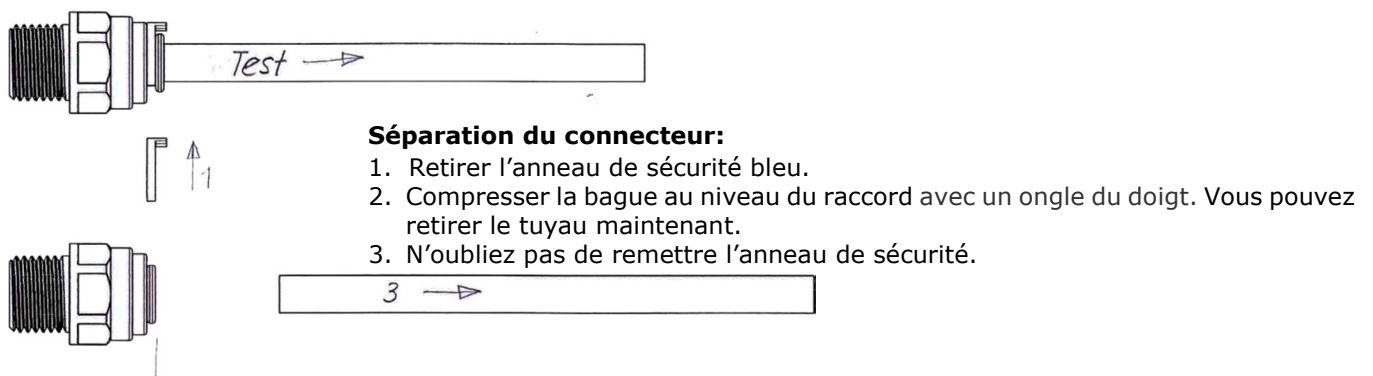 Test
Séparation du connecteur:
1
1. Retirer l’anneau de sécurité bleu.
2. Compresser la bague au niveau du raccord avec un ongle du doigt. Vous pouvez
retirer le tuyau maintenant.
3. N’oubliez pas de remettre l’anneau de sécurité.
3